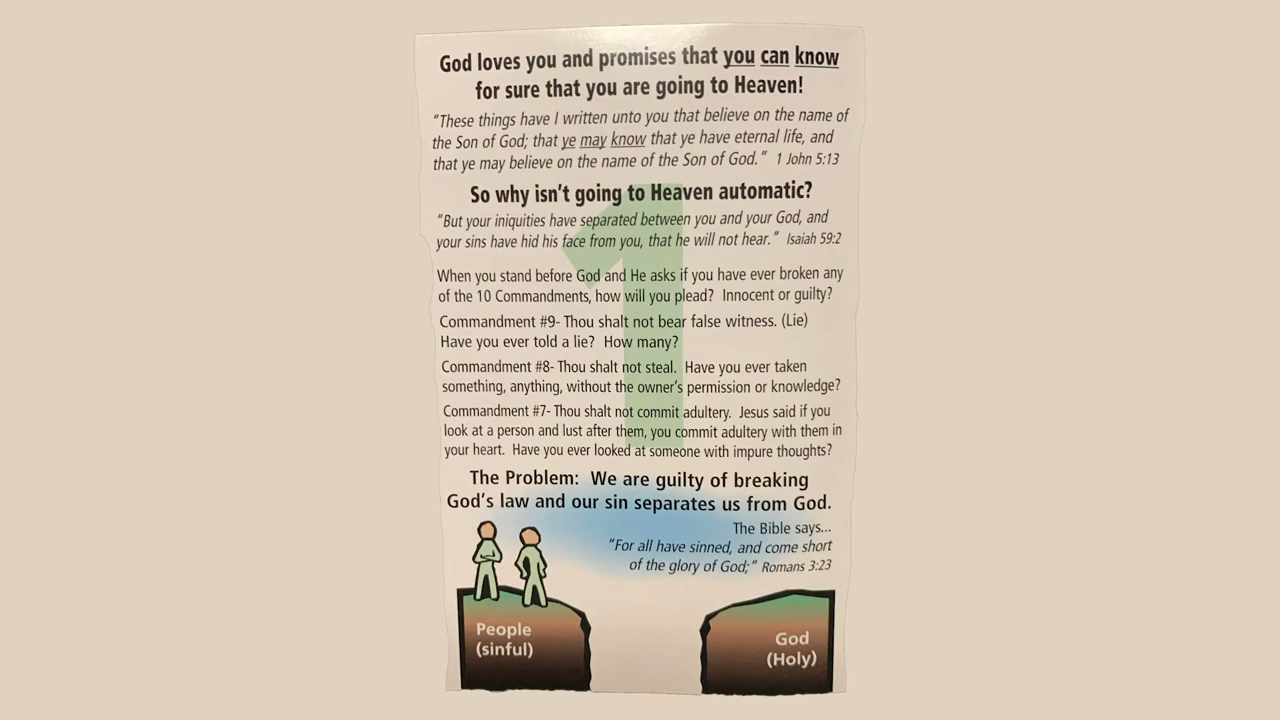 God loves you and promises that you can know
for sure that you are going to Heaven!
"These things have I written unto you that believe on the name of
the Son of God; that ye may know that ye have eternal life, and
that ye may believe on the name of the Son of God." 1 John 5:13
So why isn't going to Heaven automatic?
"But your iniquities have separated between you and your God, and
your sins have hid his face from you, that he will not hear." Isaiah 59:2
When you stand before God and He asks if you have ever broken any
of the 10 Commandments, how will you plead? Innocent or guilty?
Commandment #9- Thou shalt not bear false witness. (Lie)
Have you ever told a lie? How many?
Commandment #8- Thou shalt not steal. Have you ever taken
something, anything, without the owner's permission or knowledge?
Commandment #7- Thou shalt not commit adultery. Jesus said if you
look at a person and lust after them, you commit adultery with them in
your heart. Have you ever looked at someone with impure thoughts?
1
The Problem: We are guilty of breaking
God's law and our sin separates us from God.
The Bible says...
"For all have sinned, and come short
of the glory of God;" Romans 3:23
People
(sinful)
God
(Holy)